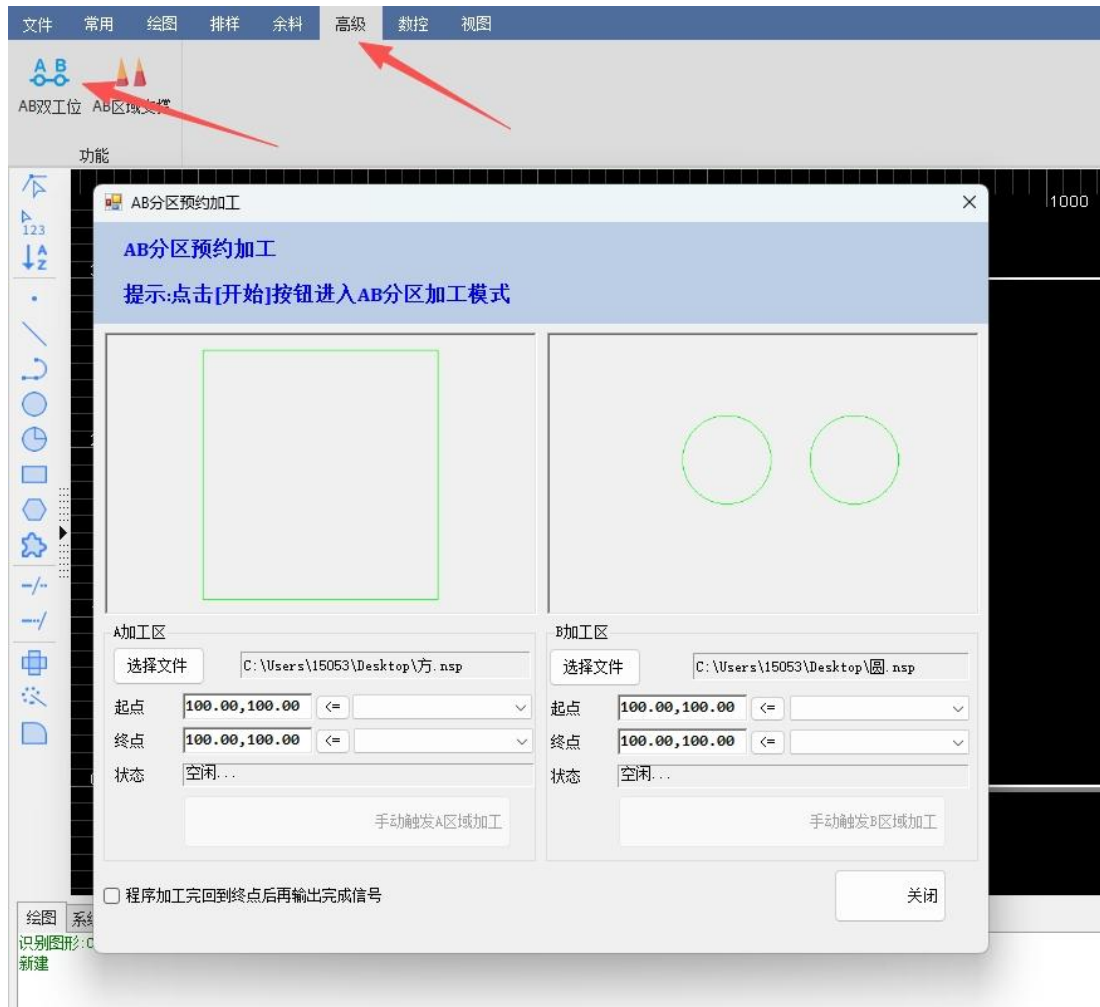 文件 常用 绘图 排样 余料 高级 数控 视图
A B
AB双工位 AB区域支撑
功能
123
A
Z
1000
AB分区预约加工
AB分区预约加工
提示:点击[开始]按钮进入AB分区加工模式
A加工区
选择文件 C:\Users\15053\Desktop\方.nsp
起点 100.00,100.00 <=
终点 100.00,100.00 <=
状态 空闲...
手动触发A区域加工
B加工区
选择文件 C:\Users\15053\Desktop\圆.nsp
起点 100.00,100.00 <=
终点 100.00,100.00 <=
状态 空闲...
手动触发B区域加工
程序加工完回到终点后再输出完成信号
关闭
绘图
识别图形:
新建